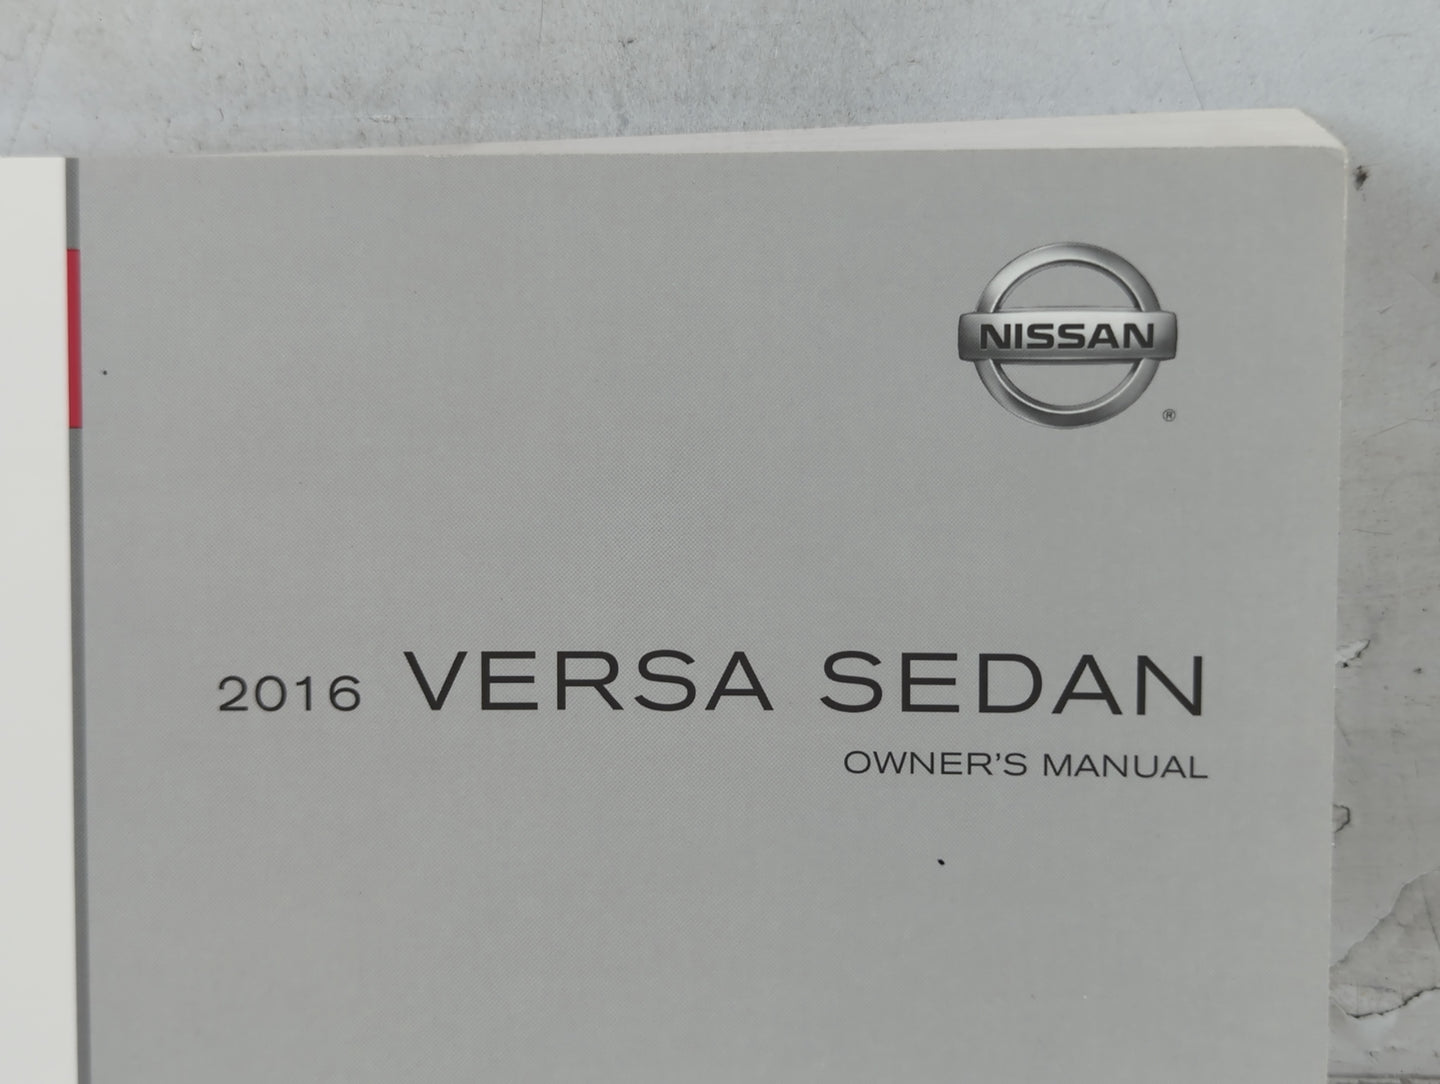 NISSAN
®
2016 VERSA SEDAN
OWNER'S MANUAL